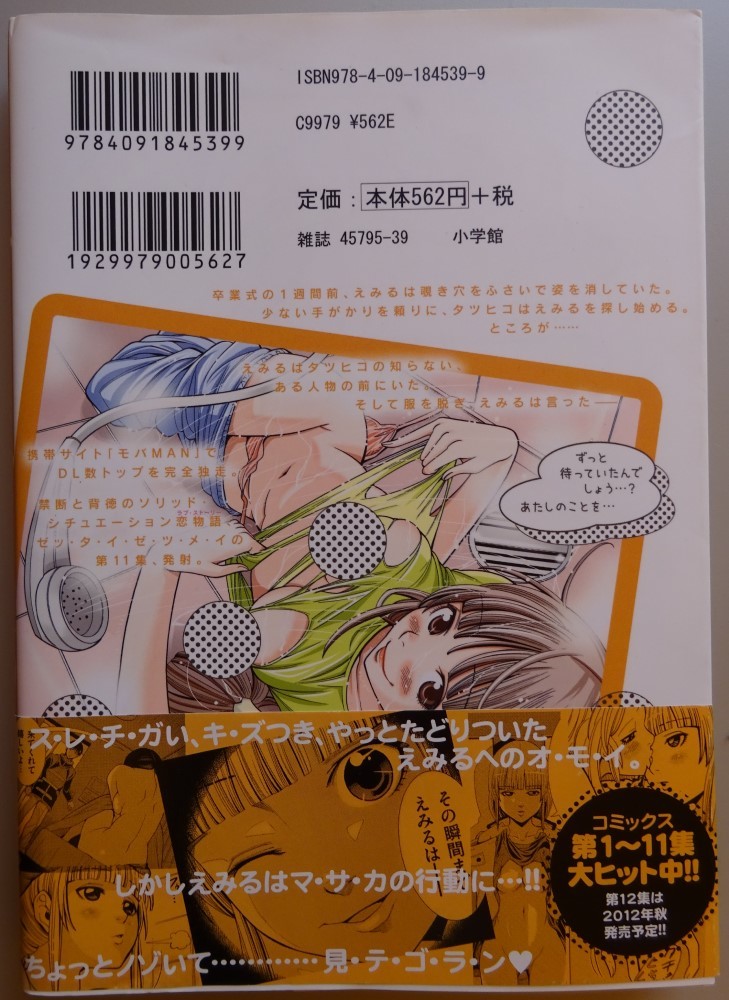 ISBN978-4-09-184539-9
9784091845399
C9979 ¥562E
定価：本体562円＋税
1929979005627
雑誌 45795-39 小学館
卒業式の1週間前、えみるは覗き穴をふさいで姿を消していた。
少ない手がかりを頼りに、タツヒコはえみるを探し始める。
ところが……
えみるはタツヒコの知らない、
ある人物の前にいた。
そして服を脱ぎ、えみるは言った──
携帯サイト「モバMAN」で、
DL数トップを完全独走。
禁断と背徳のソリッド・
シチュエーション恋物語、
ラブ・ストーリー
ゼッ・タ・イ・ゼ・ツ・メ・イの
第11集、発射。
ずっと
待っていたんで
しょう…？
あたしのことを…
ス・レ・チ・ガい、キ・ズつき、やっとたどりついた
えみるへのオ・モ・イ。
その瞬間
えみるは
しかしえみるはマ・サ・カの行動に…!!
コミックス
第1〜11集
大ヒット中!!
第12集は
2012年秋
発売予定!!
ちょっとノゾいて…………見・テ・ゴ・ラ・ン♥